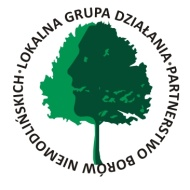 LOKALNA GRUPA DZIAŁANIA • PARTNERSTWO BORÓW NIEMODLIŃSKICH •